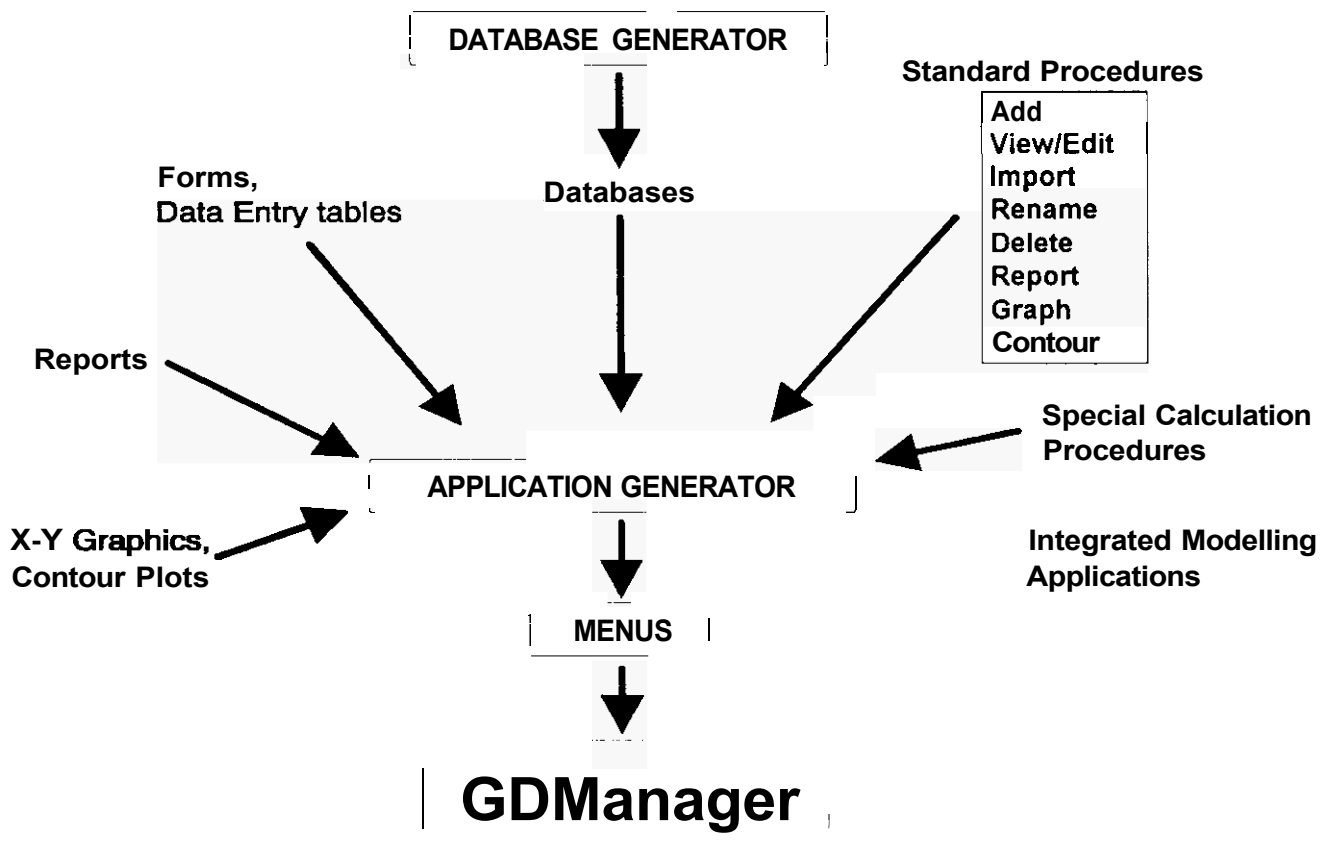 DATABASE GENERATOR
Standard Procedures
Add
View/Edit
Import
Rename
Delete
Report
Graph
Contour
Forms,
Data Entry tables
Databases
Reports
Special Calculation
Procedures
APPLICATION GENERATOR
X-Y Graphics,
Contour Plots
Integrated Modelling
Applications
MENUS
GDManager